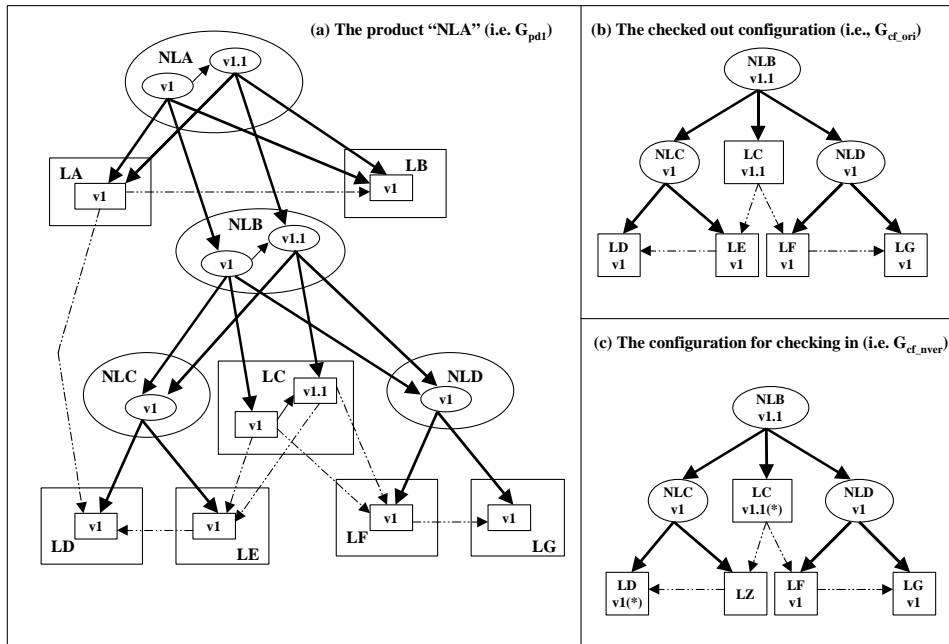 (a) The product “NLA” (i.e. Gpd1)
NLA
v1.1
v1
LA
v1
LB
v1
NLB
v1.1
v1
NLC
v1
LC
v1.1
v1
NLD
v1
v1
LD
v1
LE
v1
LF
v1
LG
(b) The checked out configuration (i.e., Gcf_ori)
NLB
v1.1
NLC
v1
LC
v1.1
NLD
v1
LD
v1
LE
v1
LF
v1
LG
v1
(c) The configuration for checking in (i.e. Gcf_nver)
NLB
v1.1
NLC
v1
LC
v1.1(*)
NLD
v1
LD
v1(*)
LZ
LF
v1
LG
v1